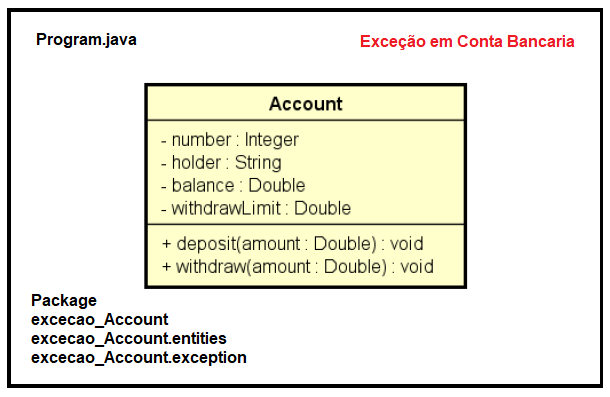 Program.java
Exceção em Conta Bancaria
Account
- number : Integer
- holder : String
- balance : Double
- withdrawLimit : Double
+ deposit(amount : Double) : void
+ withdraw(amount : Double) : void
Package
excecao_Account
excecao_Account.entities
excecao_Account.exception